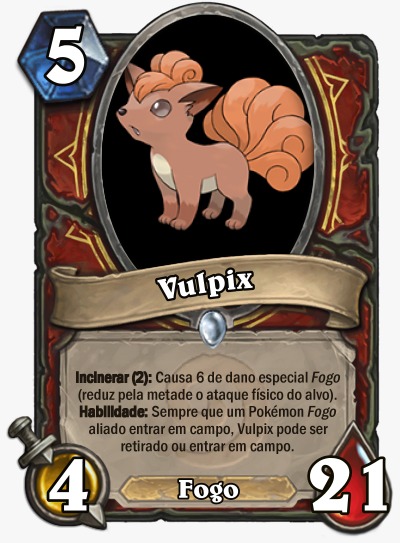 5
Vulpix
Incinerar (2): Causa 6 de dano especial Fogo
(reduz pela metade o ataque físico do alvo).
Habilidade: Sempre que um Pokémon Fogo
aliado entrar em campo, Vulpix pode ser
retirado ou entrar em campo.
4
Fogo
21